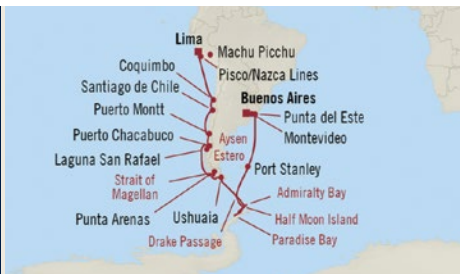 Lima
Machu Picchu
Coquimbo
Pisco/Nazca Lines
Santiago de Chile
Buenos Aires
Puerto Montt
Punta del Este
Montevideo
Puerto Chacabuco
Aysen
Estero
Laguna San Rafael
Port Stanley
Strait of
Magellan
Admiralty Bay
Punta Arenas
Ushuaia
Half Moon Island
Drake Passage
Paradise Bay